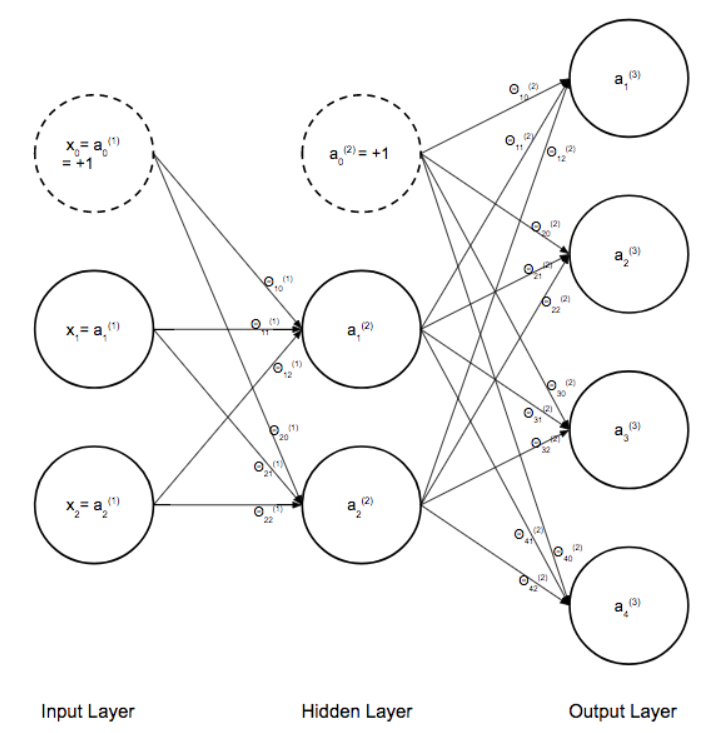 a₁⁽³⁾
Θ₁₀⁽²⁾
x₀= a₀⁽¹⁾
= +1
a₀⁽²⁾= +1
Θ₁₁⁽²⁾
Θ₁₂⁽²⁾
Θ₂₀⁽²⁾
a₂⁽³⁾
Θ₂₁⁽²⁾
Θ₂₂⁽²⁾
Θ₁₀⁽¹⁾
x₁= a₁⁽¹⁾
Θ₁₁⁽¹⁾
a₁⁽²⁾
Θ₁₂⁽¹⁾
Θ₃₀⁽²⁾
Θ₃₁⁽²⁾
a₃⁽³⁾
Θ₂₀⁽¹⁾
Θ₃₂⁽²⁾
Θ₂₁⁽¹⁾
x₂= a₂⁽¹⁾
Θ₂₂⁽¹⁾
a₂⁽²⁾
Θ₄₁⁽²⁾
Θ₄₀⁽²⁾
Θ₄₂⁽²⁾
a₄⁽³⁾
Input Layer
Hidden Layer
Output Layer